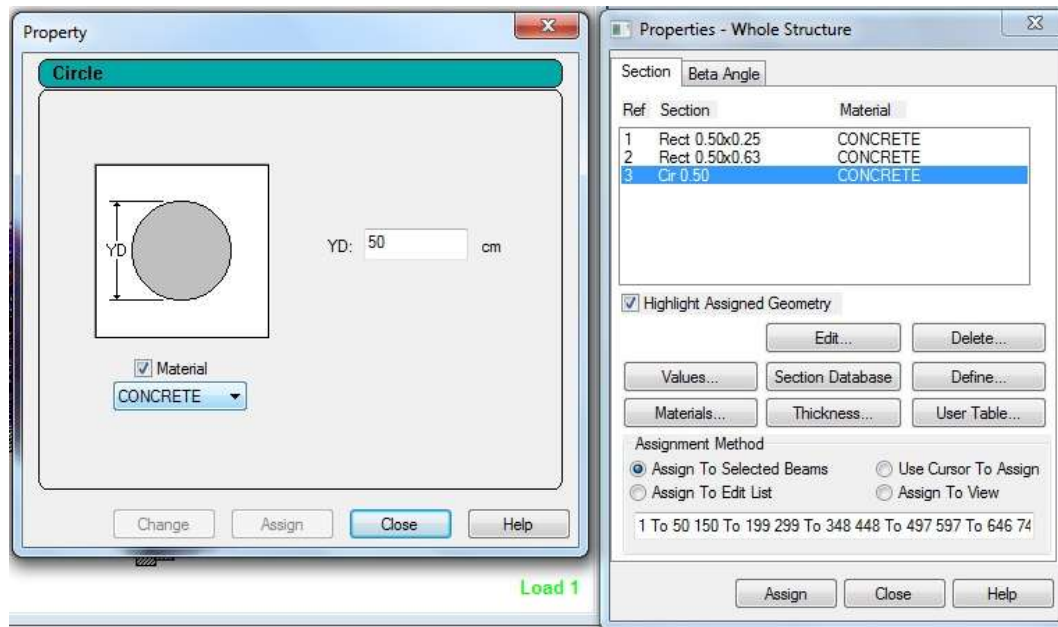 Property
Circle
YD
YD: 50 cm
Material
CONCRETE
Change Assign Close Help
Load 1
Properties - Whole Structure
Section Beta Angle
Ref Section Material
1 Rect 0.50x0.25 CONCRETE
2 Rect 0.50x0.63 CONCRETE
3 Cir 0.50 CONCRETE
Highlight Assigned Geometry
Edit... Delete...
Values... Section Database Define...
Materials... Thickness... User Table...
Assignment Method
Assign To Selected Beams Use Cursor To Assign
Assign To Edit List Assign To View
1 To 50 150 To 199 299 To 348 448 To 497 597 To 646 74
Assign Close Help